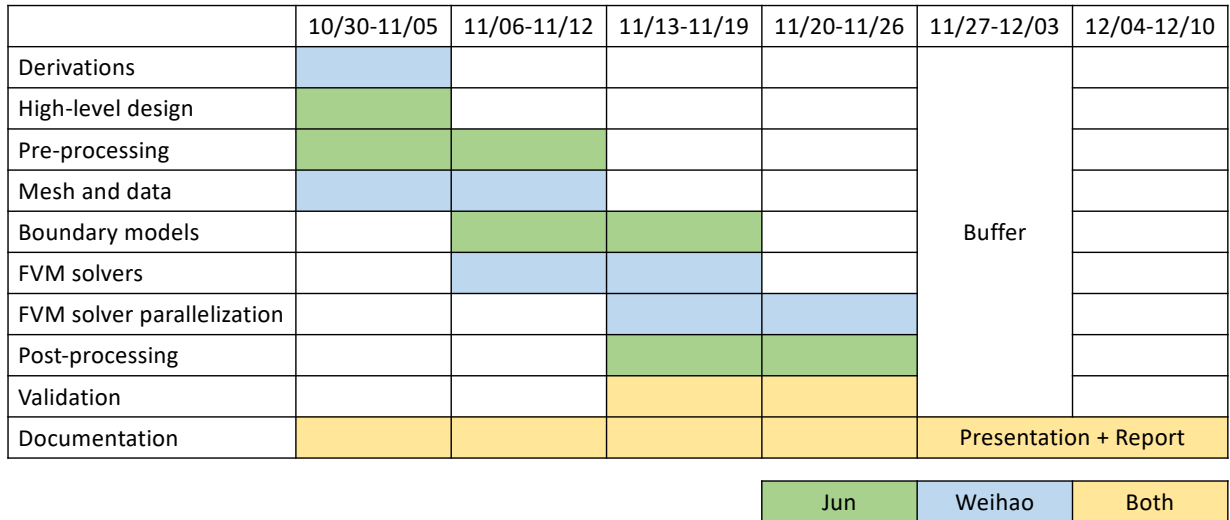 10/30-11/05 11/06-11/12 11/13-11/19 11/20-11/26 11/27-12/03 12/04-12/10
Derivations
High-level design
Pre-processing
Mesh and data
Boundary models Buffer
FVM solvers
FVM solver parallelization
Post-processing
Validation
Documentation Presentation + Report
Jun Weihao Both